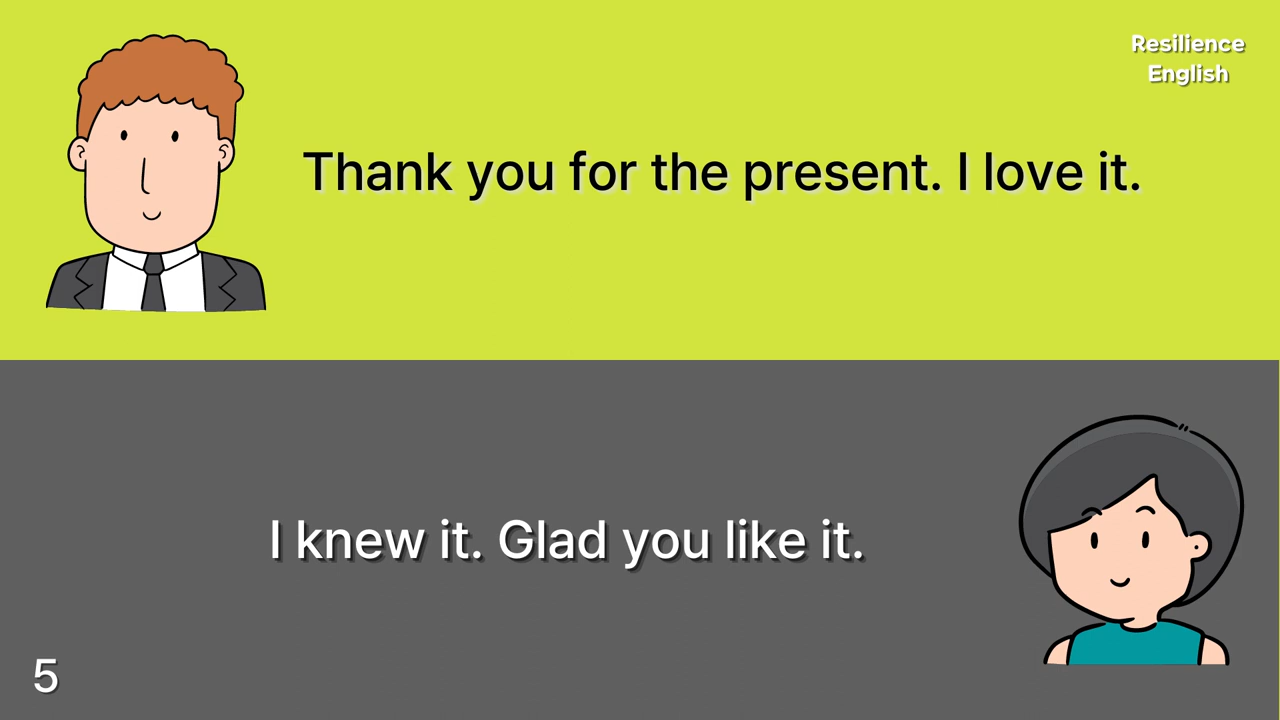 Resilience
English
Thank you for the present. I love it.
I knew it. Glad you like it.
5